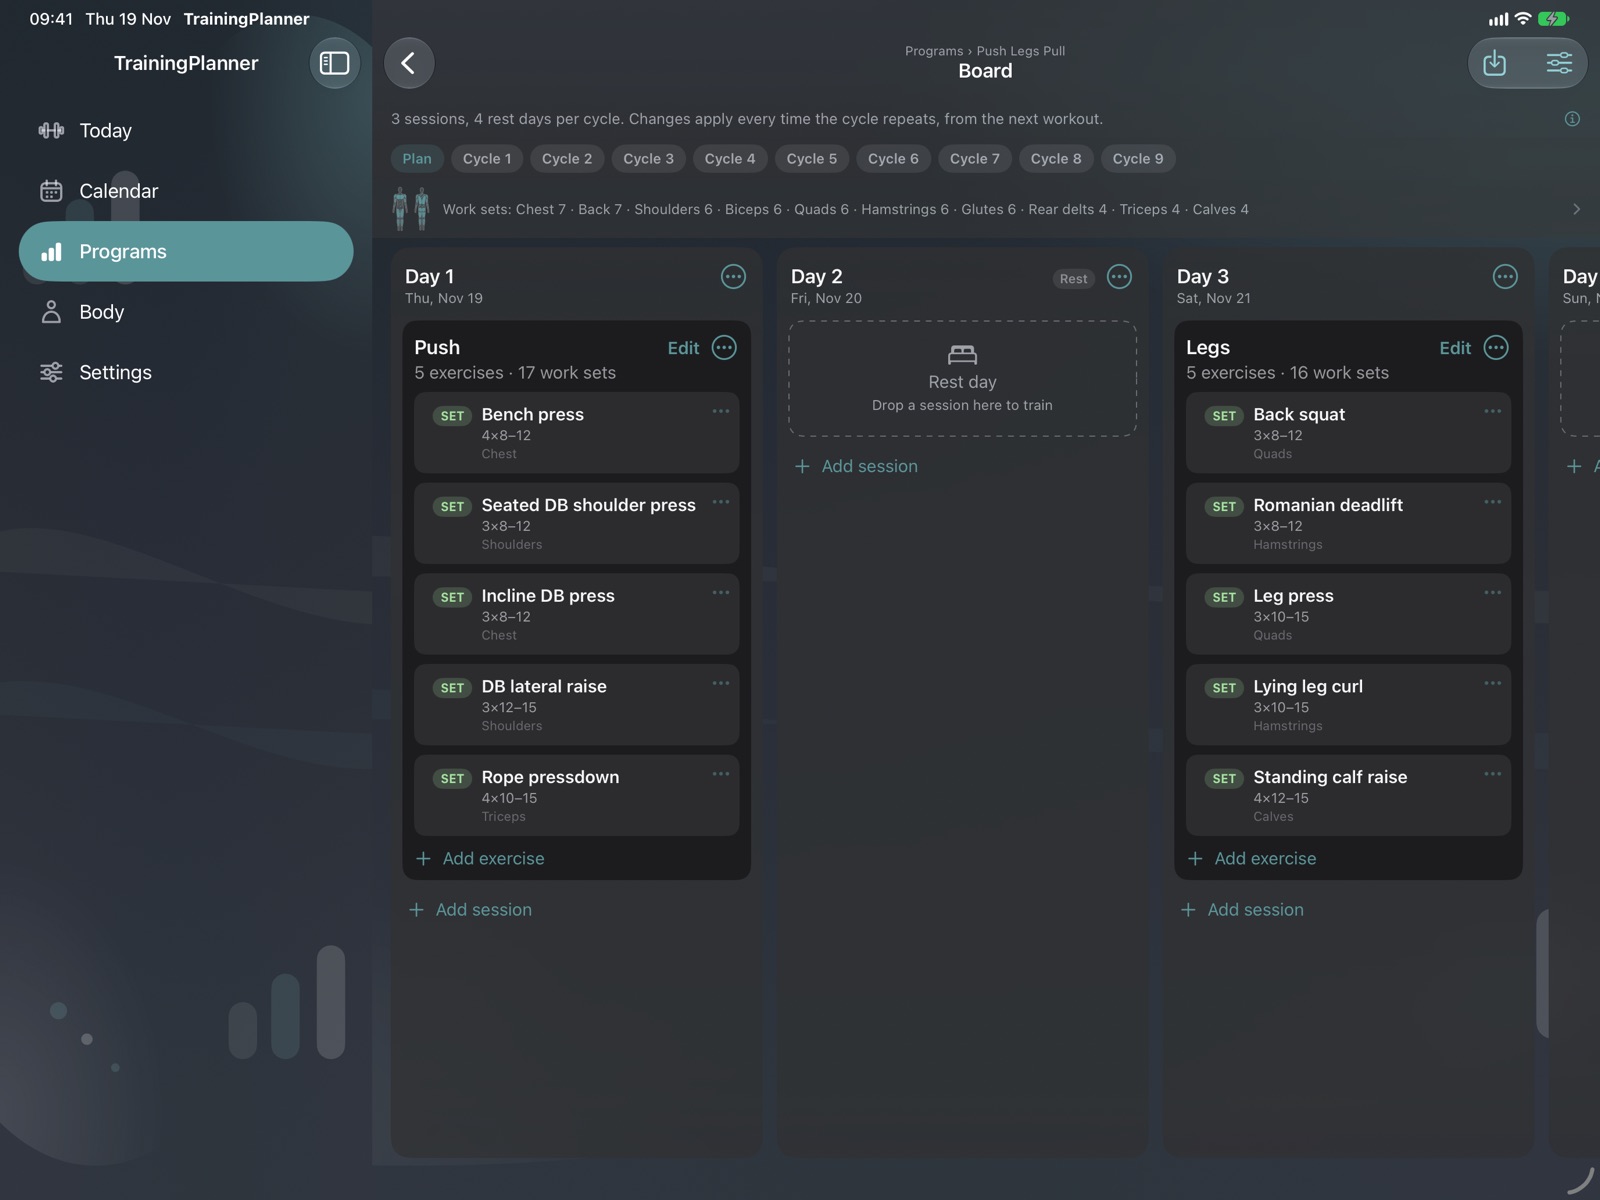 09:41 Thu 19 Nov TrainingPlanner
TrainingPlanner
Today
Calendar
Programs
Body
Settings
Programs › Push Legs Pull
Board
3 sessions, 4 rest days per cycle. Changes apply every time the cycle repeats, from the next workout.
Plan
Cycle 1
Cycle 2
Cycle 3
Cycle 4
Cycle 5
Cycle 6
Cycle 7
Cycle 8
Cycle 9
Work sets: Chest 7 · Back 7 · Shoulders 6 · Biceps 6 · Quads 6 · Hamstrings 6 · Glutes 6 · Rear delts 4 · Triceps 4 · Calves 4
Day 1
Thu, Nov 19
Push
Edit
5 exercises · 17 work sets
SET Bench press
4×8–12
Chest
SET Seated DB shoulder press
3×8–12
Shoulders
SET Incline DB press
3×8–12
Chest
SET DB lateral raise
3×12–15
Shoulders
SET Rope pressdown
4×10–15
Triceps
+ Add exercise
+ Add session
Day 2
Rest
Fri, Nov 20
Rest day
Drop a session here to train
+ Add session
Day 3
Sat, Nov 21
Legs
Edit
5 exercises · 16 work sets
SET Back squat
3×8–12
Quads
SET Romanian deadlift
3×8–12
Hamstrings
SET Leg press
3×10–15
Quads
SET Lying leg curl
3×10–15
Hamstrings
SET Standing calf raise
4×12–15
Calves
+ Add exercise
+ Add session
Day
Sun,
+